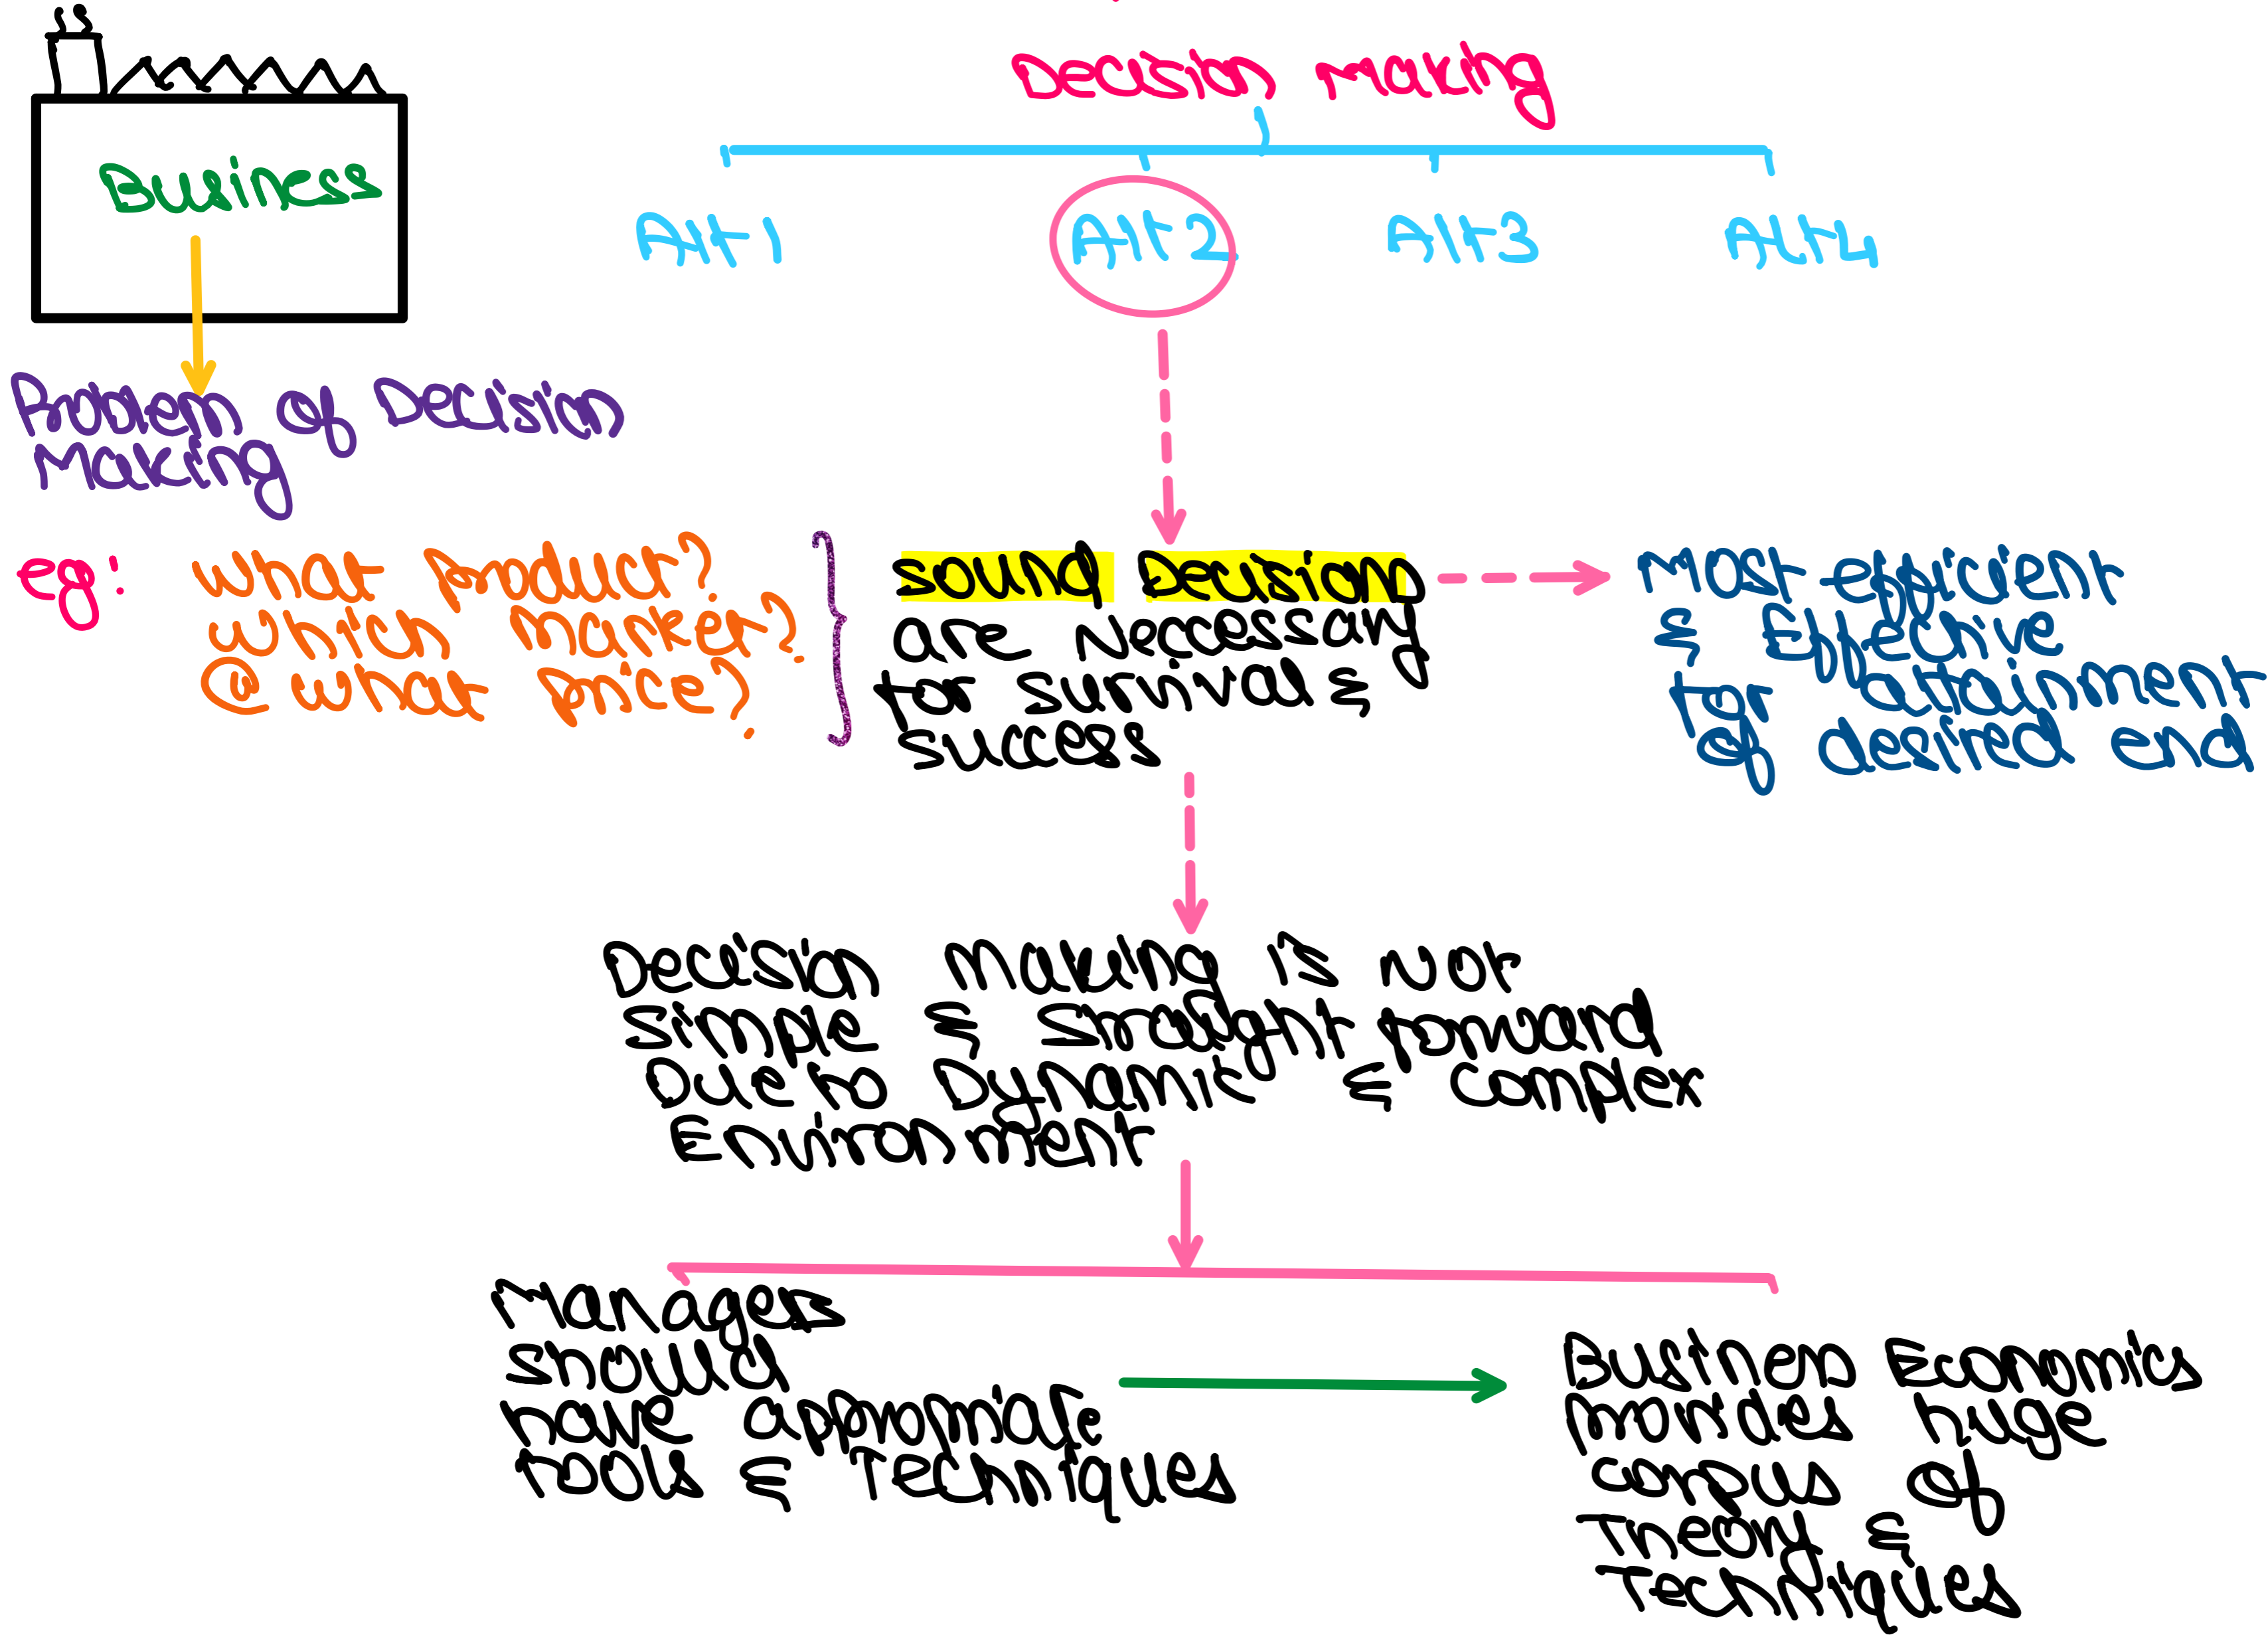 Decision Making
Business
Alt 1
Alt 2
Alt 3
Alt 4
Problem of Decision
Making
eg:
What Product?
Which Market?
@ what Price?
Sound Decisions
are Necessary
for survival &
success
Most efficient
& Effective
for attainment
of desired end
Decision Making is not
simple & straight forward
Due to Dynamic & complex
Environment
Managers
should
have appropriate
tools & Techniques
Business Economics
provides huge
corpus of
Theory &
Techniques